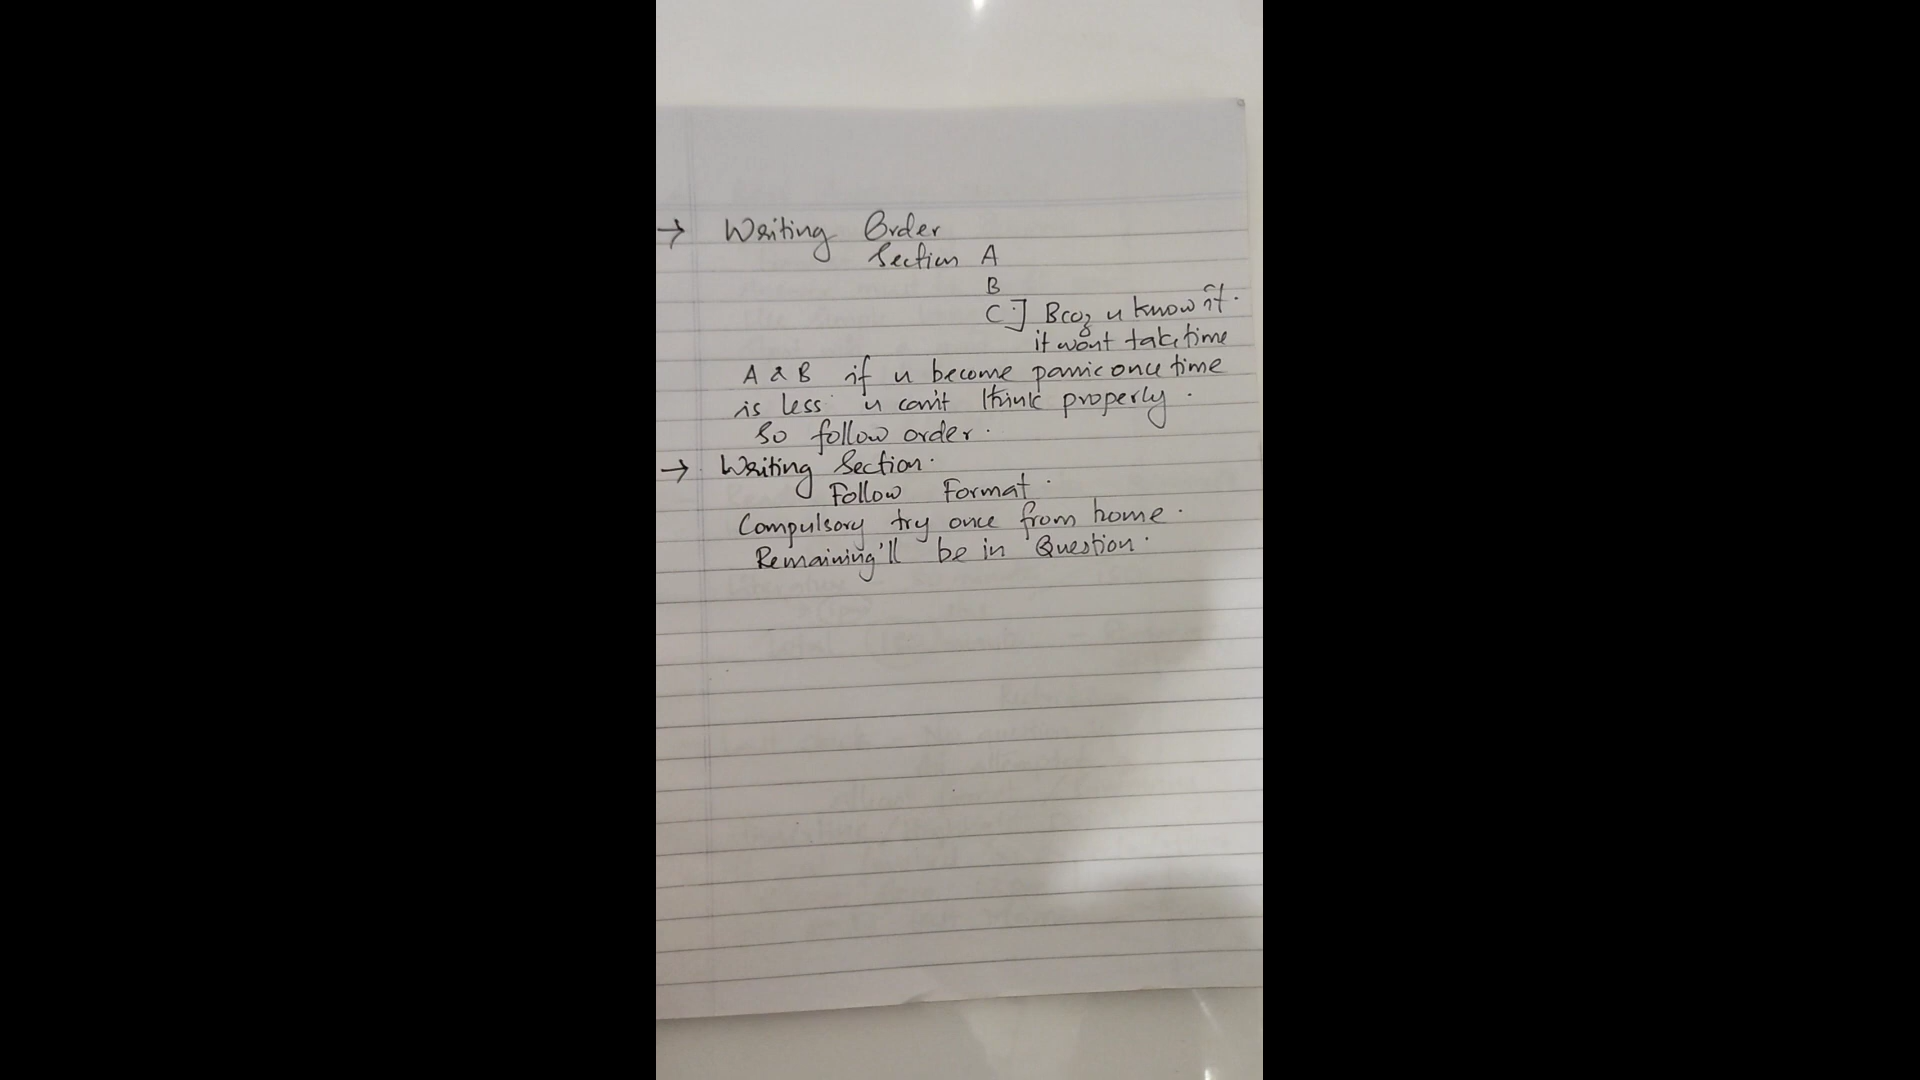 → Writing Order
Section A
B
C ·] Bcoz u know it.
it won't take time
A & B if u become panic once time
is less u can't think properly.
So follow order.
→ Writing Section.
Follow Format.
Compulsory try once from home.
Remaining'll be in Question.